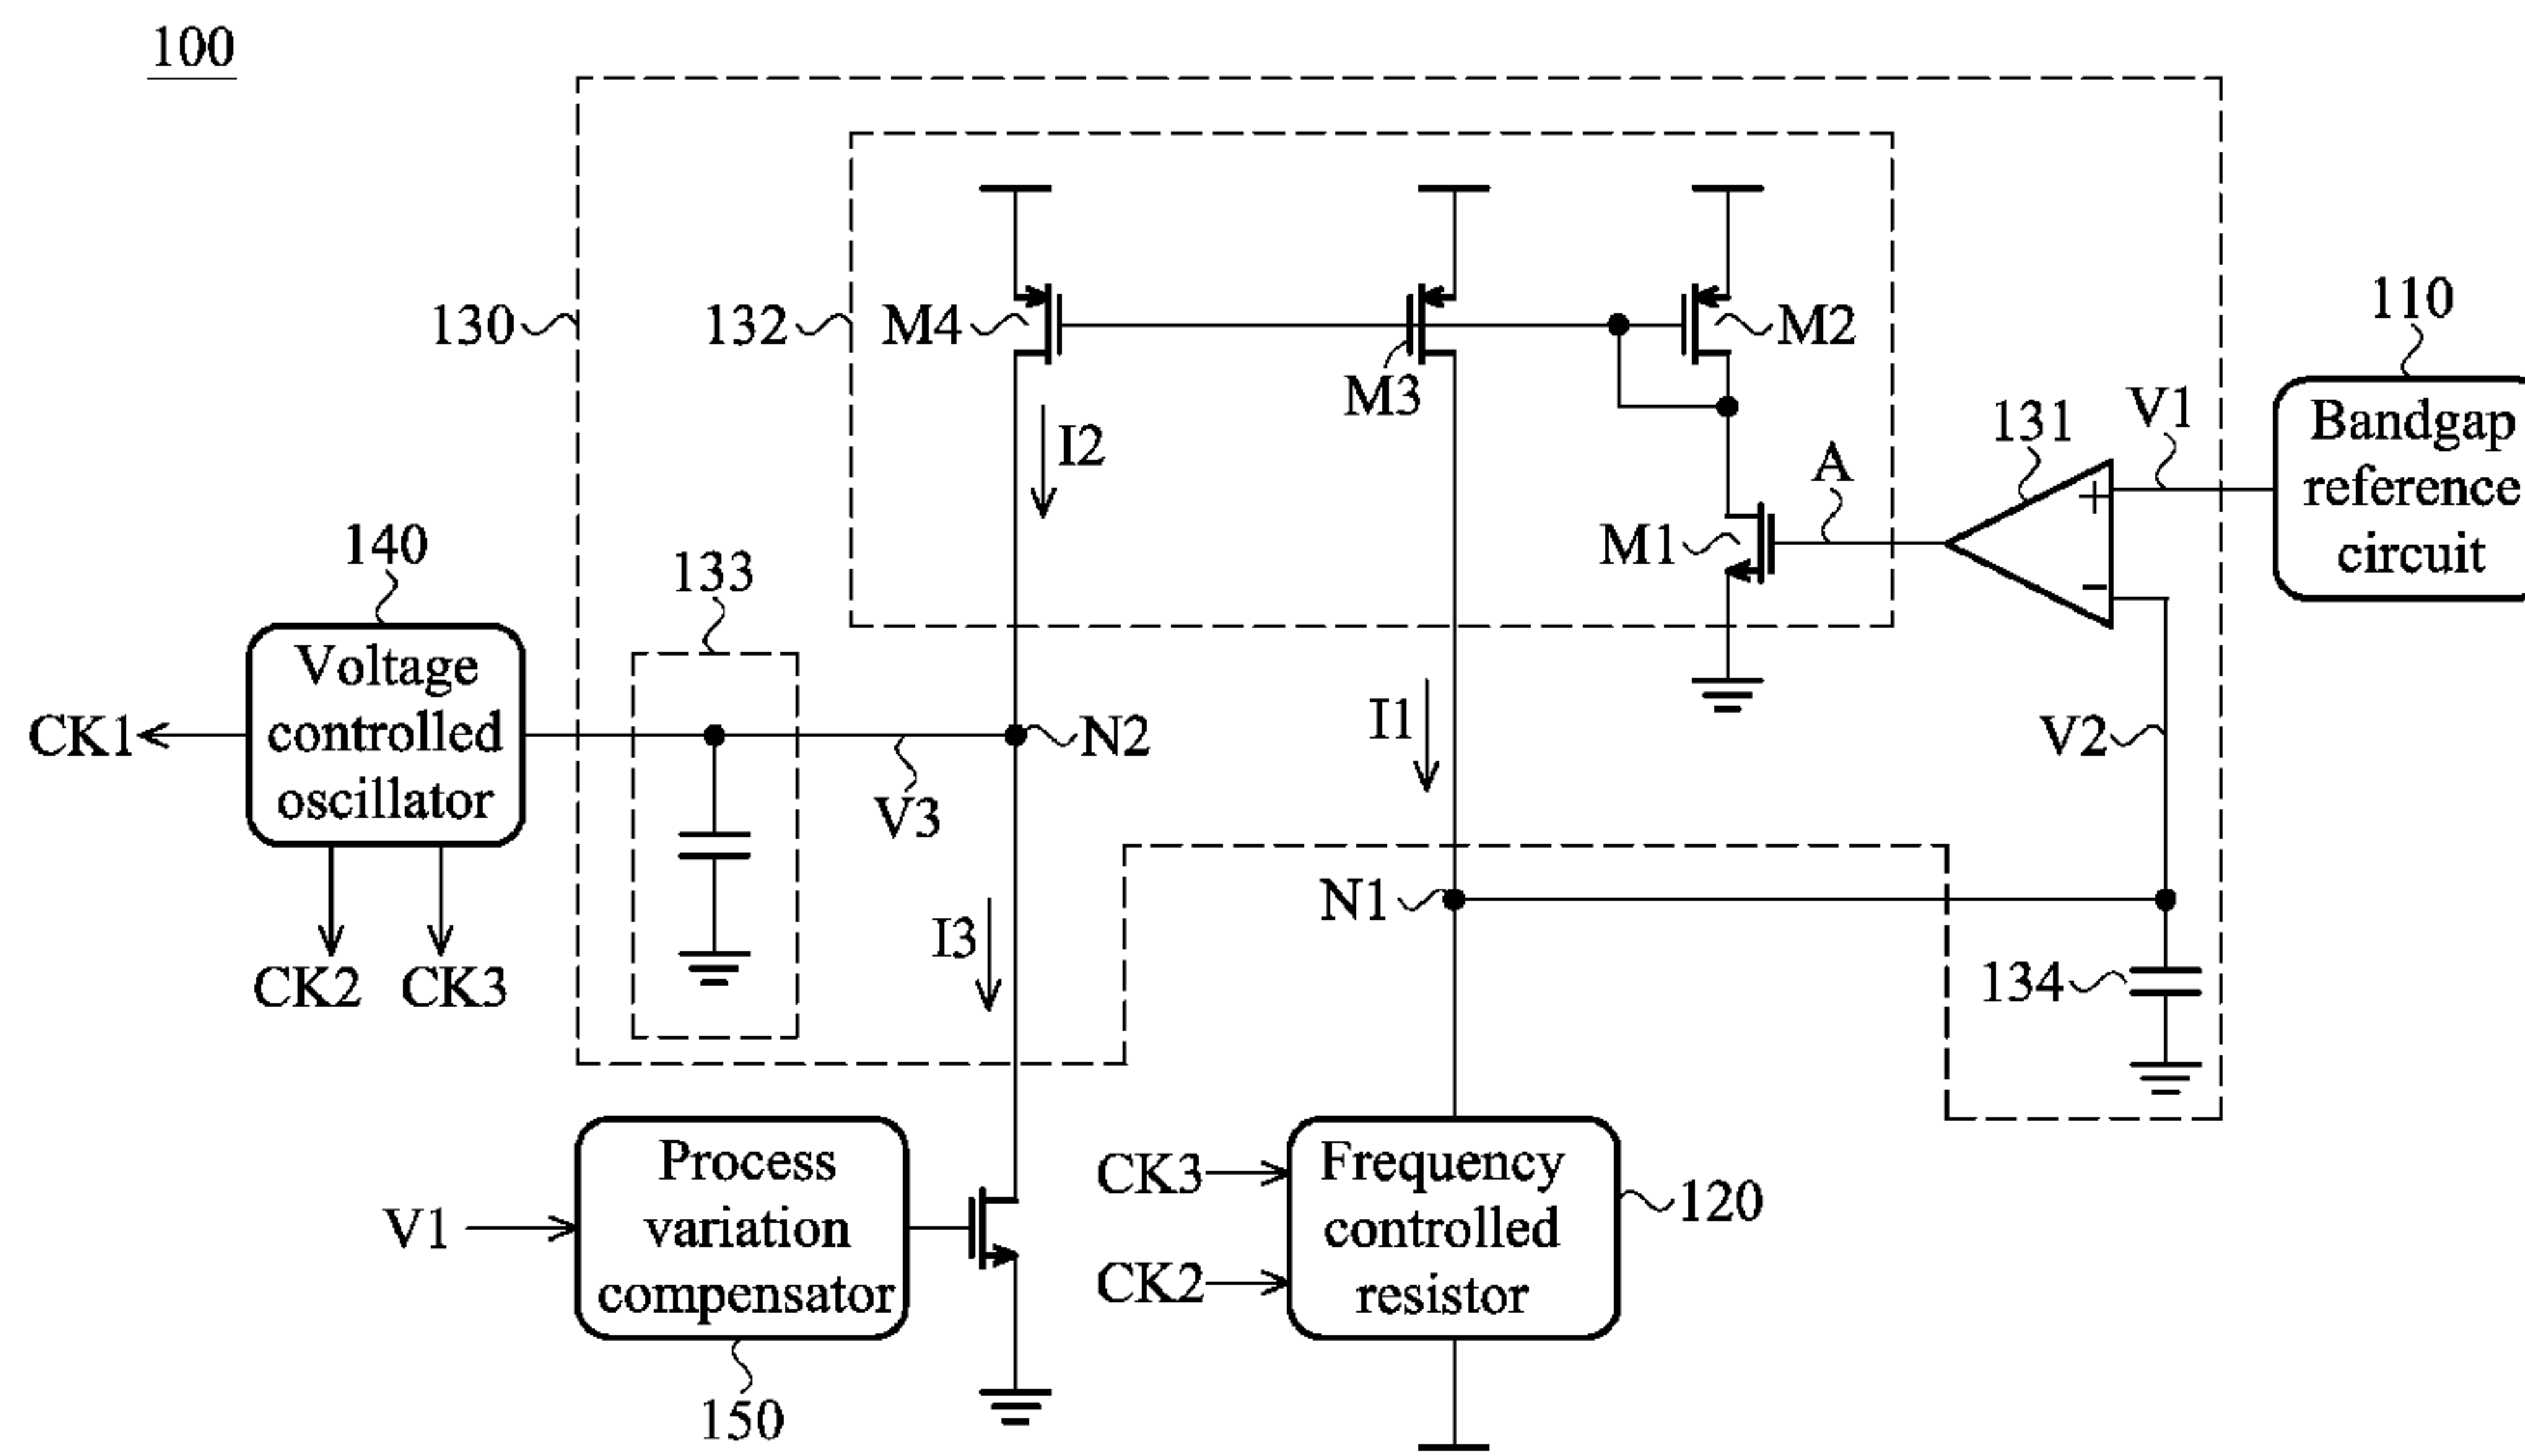 100
130
132
M4
M3
M2
110
Bandgap
reference
circuit
V1
131
A
+
−
M1
I2
140
Voltage
controlled
oscillator
133
CK1
N2
V3
I1
V2
CK2
CK3
I3
N1
134
V1
Process
variation
compensator
150
CK3
CK2
Frequency
controlled
resistor
120